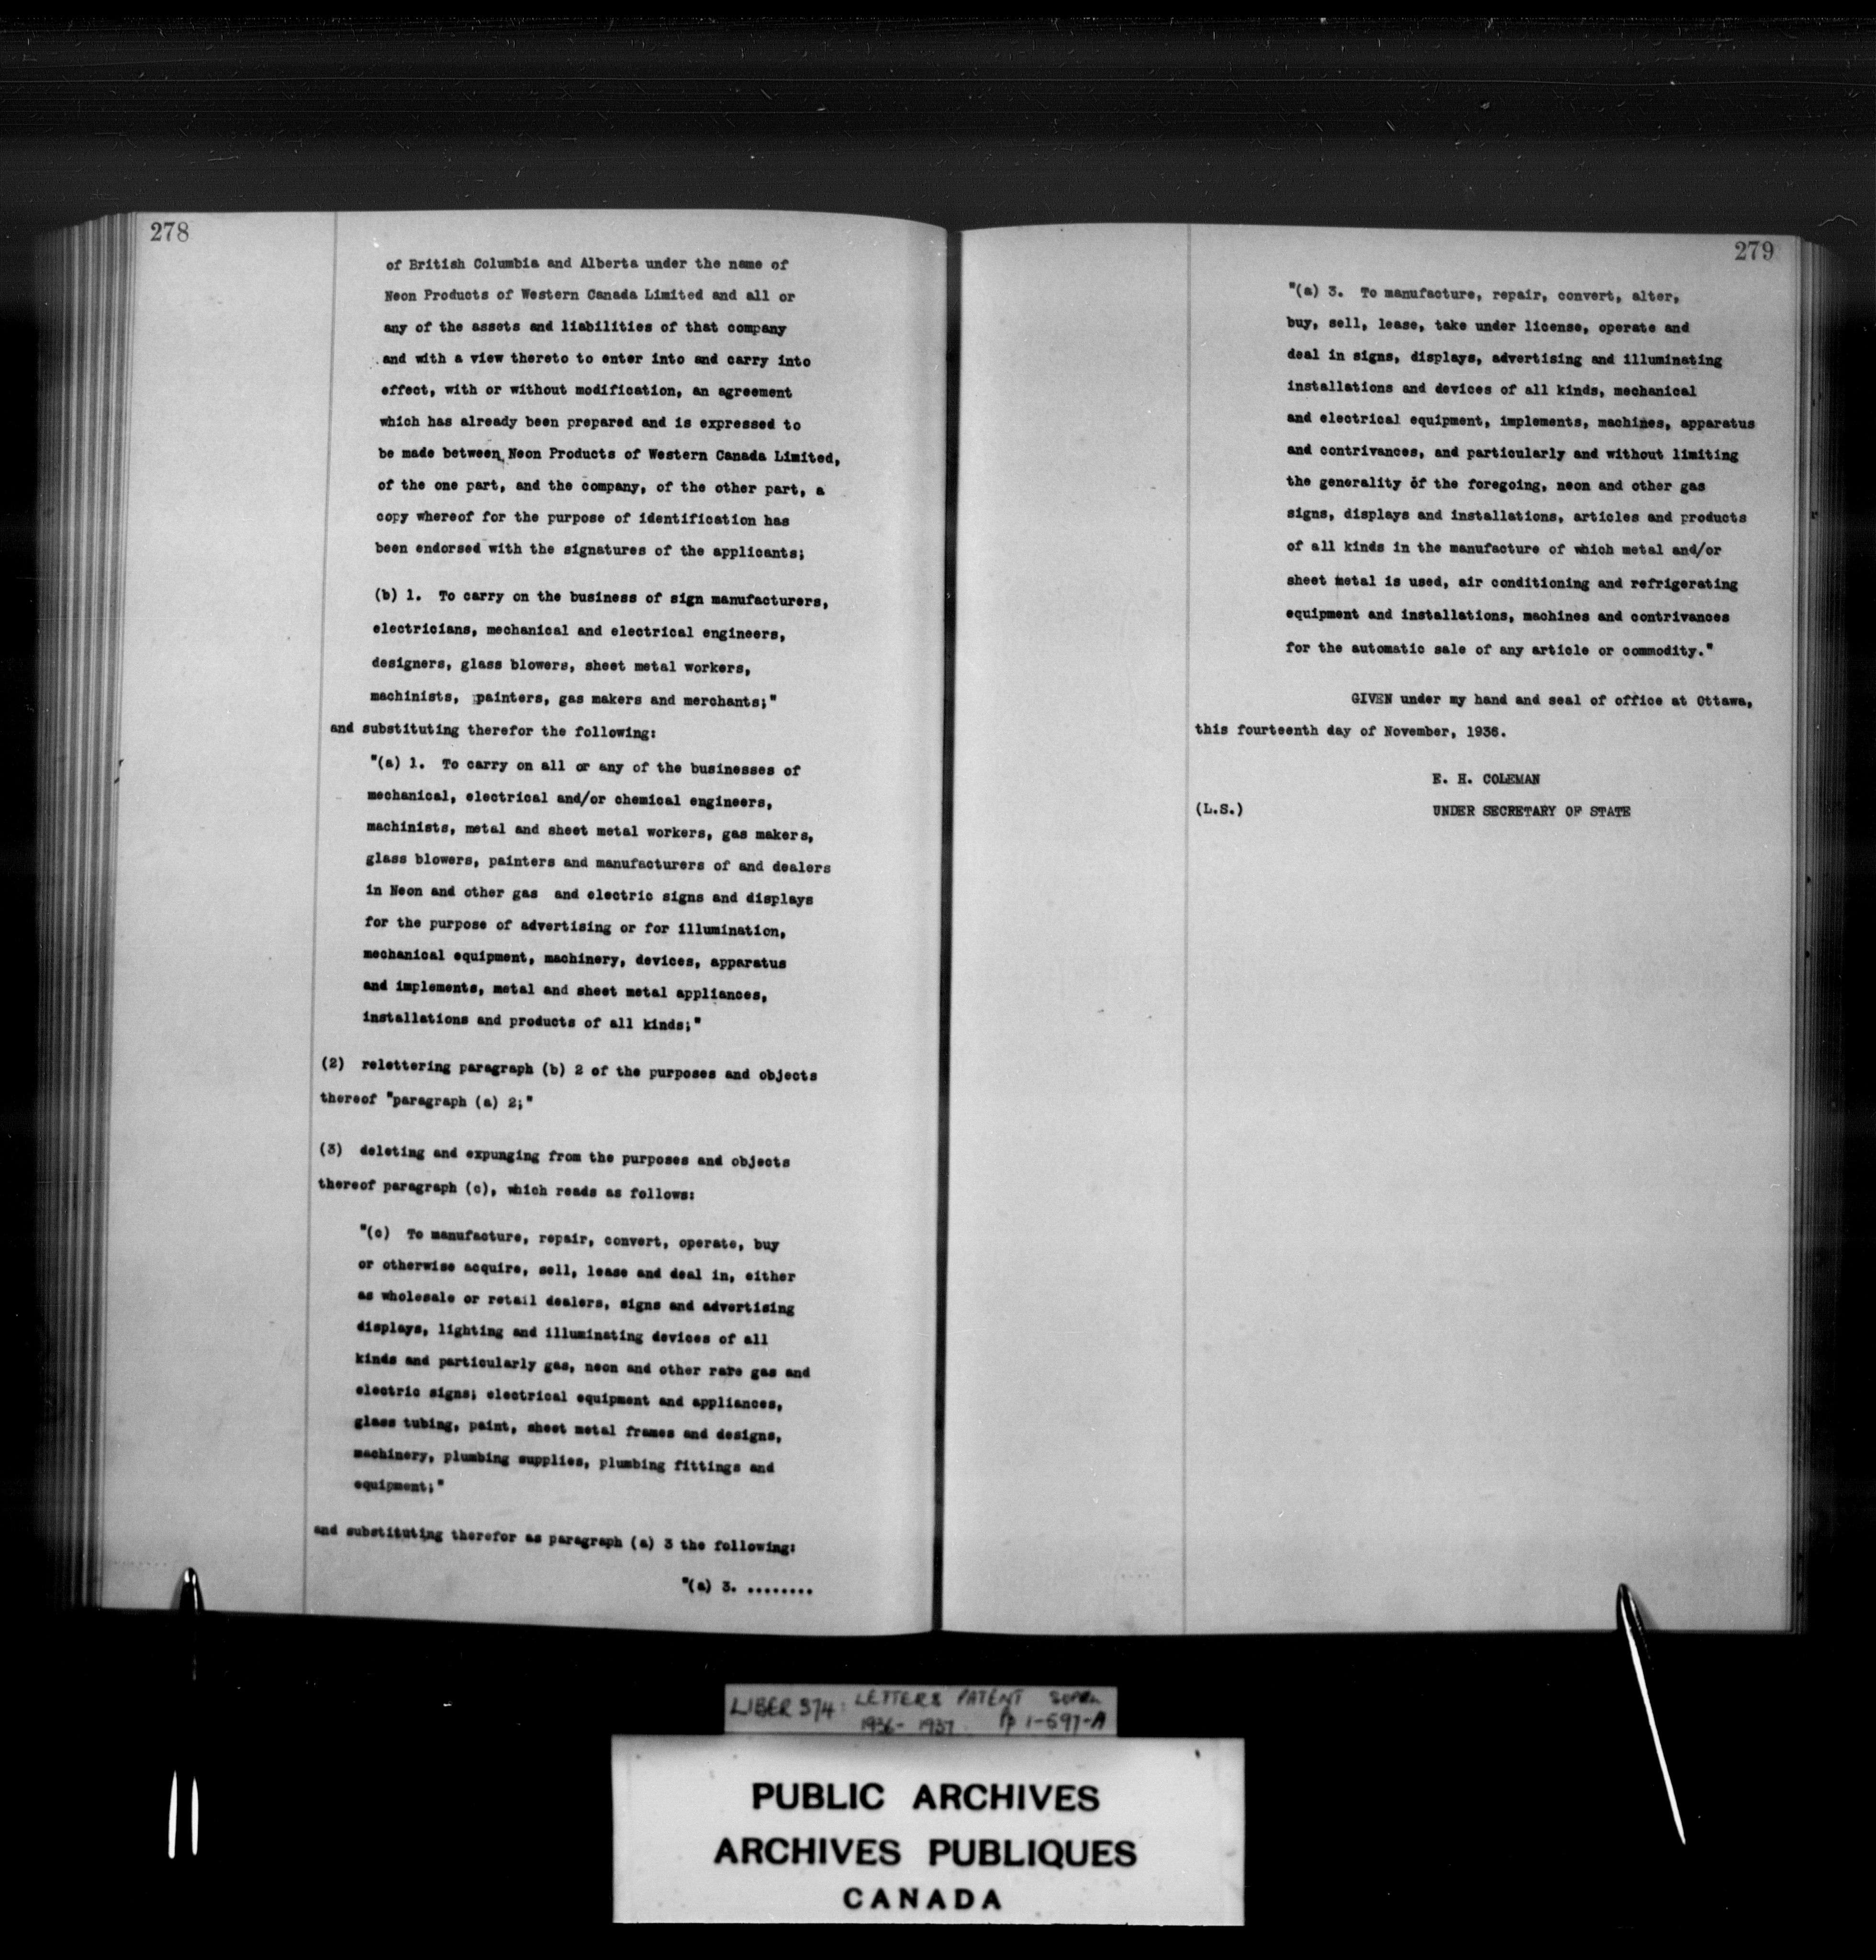 278
of British Columbia and Alberta under the name of
Neon Products of Western Canada Limited and all or
any of the assets and liabilities of that company
and with a view thereto to enter into and carry into
effect, with or without modification, an agreement
which has already been prepared and is expressed to
be made between Neon Products of Western Canada Limited,
of the one part, and the company, of the other part, a
copy whereof for the purpose of identification has
been endorsed with the signatures of the applicants;
(b) 1. To carry on the business of sign manufacturers,
electricians, mechanical and electrical engineers,
designers, glass blowers, sheet metal workers,
machinists, painters, gas makers and merchants;"
and substituting therefor the following:
"(a) 1. To carry on all or any of the businesses of
mechanical, electrical and/or chemical engineers,
machinists, metal and sheet metal workers, gas makers,
glass blowers, painters and manufacturers of and dealers
in Neon and other gas and electric signs and displays
for the purpose of advertising or for illumination,
mechanical equipment, machinery, devices, apparatus
and implements, metal and sheet metal appliances,
installations and products of all kinds;"
(2) relettering paragraph (b) 2 of the purposes and objects
thereof "paragraph (a) 2;"
(3) deleting and expunging from the purposes and objects
thereof paragraph (c), which reads as follows:
"(c) To manufacture, repair, convert, operate, buy
or otherwise acquire, sell, lease and deal in, either
as wholesale or retail dealers, signs and advertising
displays, lighting and illuminating devices of all
kinds and particularly gas, neon and other rare gas and
electric signs; electrical equipment and appliances,
glass tubing, paint, sheet metal frames and designs,
machinery, plumbing supplies, plumbing fittings and
equipment;"
and substituting therefor as paragraph (a) 3 the following:
"(a) 3. ........
279
"(a) 3. To manufacture, repair, convert, alter,
buy, sell, lease, take under license, operate and
deal in signs, displays, advertising and illuminating
installations and devices of all kinds, mechanical
and electrical equipment, implements, machines, apparatus
and contrivances, and particularly and without limiting
the generality of the foregoing, neon and other gas
signs, displays and installations, articles and products
of all kinds in the manufacture of which metal and/or
sheet metal is used, air conditioning and refrigerating
equipment and installations, machines and contrivances
for the automatic sale of any article or commodity."
GIVEN under my hand and seal of office at Ottawa,
this fourteenth day of November, 1936.
E. H. COLEMAN
(L.S.) UNDER SECRETARY OF STATE
LIBER 374: LETTERS PATENT SUPPL.
1936-1937. Pp 1-597-A
PUBLIC ARCHIVES
ARCHIVES PUBLIQUES
CANADA